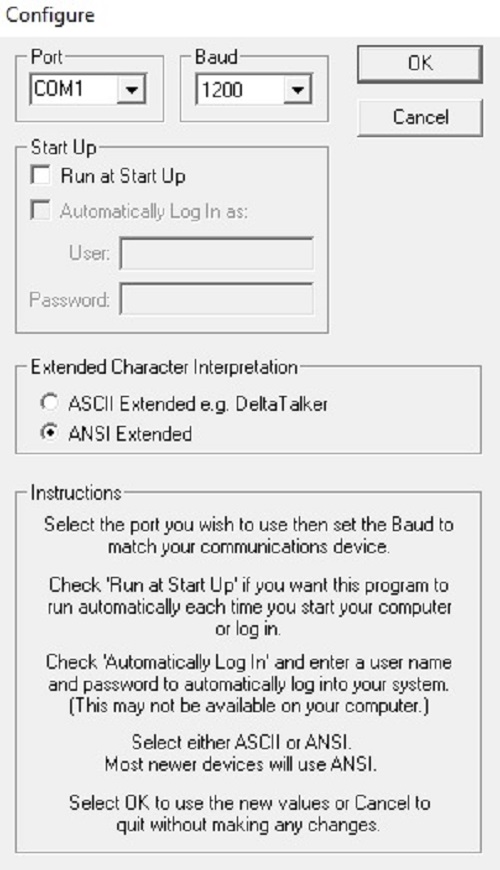 Configure
Port
COM1
Baud
1200
OK
Cancel
Start Up
Run at Start Up
Automatically Log In as:
User:
Password:
Extended Character Interpretation
ASCII Extended e.g. DeltaTalker
ANSI Extended
Instructions
Select the port you wish to use then set the Baud to
match your communications device.
Check 'Run at Start Up' if you want this program to
run automatically each time you start your computer
or log in.
Check 'Automatically Log In' and enter a user name
and password to automatically log into your system.
(This may not be available on your computer.)
Select either ASCII or ANSI.
Most newer devices will use ANSI.
Select OK to use the new values or Cancel to
quit without making any changes.